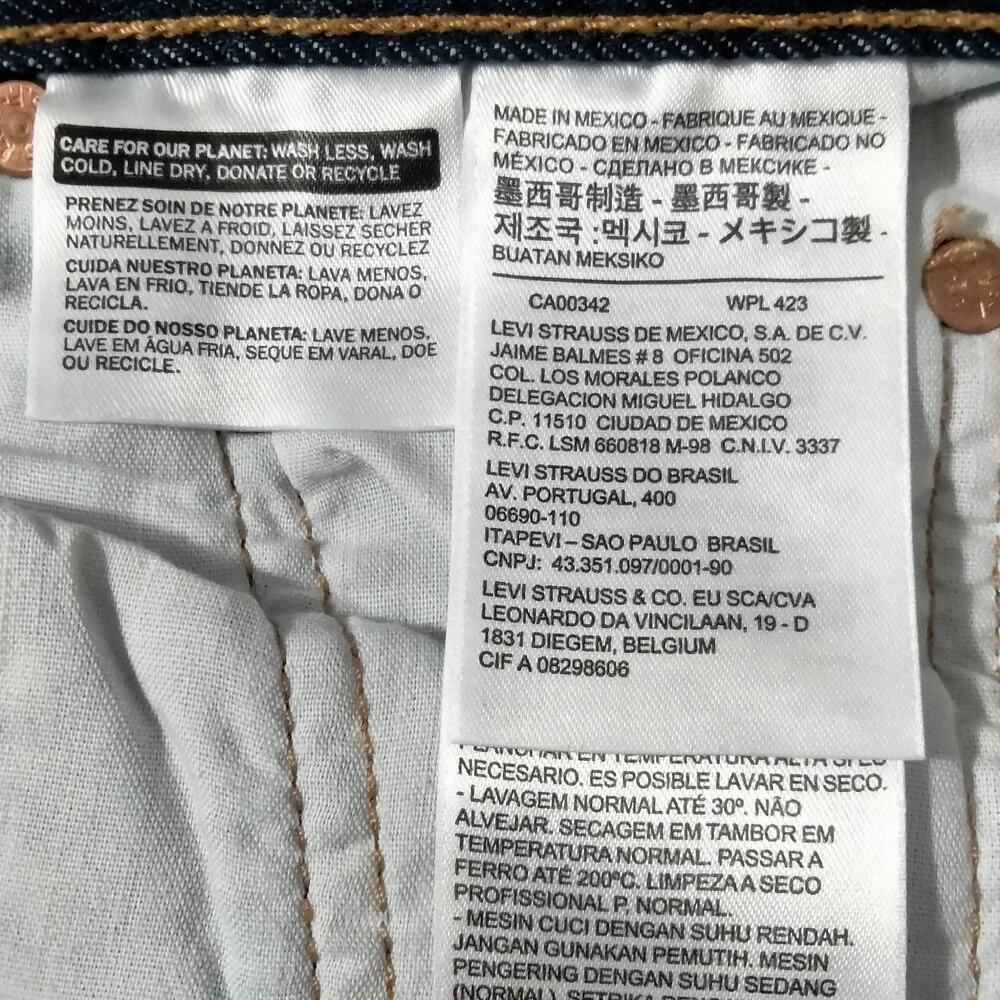 CARE FOR OUR PLANET: WASH LESS, WASH
COLD, LINE DRY, DONATE OR RECYCLE
PRENEZ SOIN DE NOTRE PLANETE: LAVEZ
MOINS, LAVEZ A FROID, LAISSEZ SECHER
NATURELLEMENT, DONNEZ OU RECYCLEZ
CUIDA NUESTRO PLANETA: LAVA MENOS,
LAVA EN FRIO, TIENDE LA ROPA, DONA O
RECICLA.
CUIDE DO NOSSO PLANETA: LAVE MENOS,
LAVE EM ÁGUA FRIA, SEQUE EM VARAL, DOE
OU RECICLE.
MADE IN MEXICO - FABRIQUE AU MEXIQUE -
FABRICADO EN MEXICO - FABRICADO NO
MÉXICO - СДЕЛАНО В МЕКСИКЕ -
墨西哥制造 - 墨西哥製 -
제조국 :멕시코 - メキシコ製 -
BUATAN MEKSIKO
CA00342 WPL 423
LEVI STRAUSS DE MEXICO, S.A. DE C.V.
JAIME BALMES # 8 OFICINA 502
COL. LOS MORALES POLANCO
DELEGACION MIGUEL HIDALGO
C.P. 11510 CIUDAD DE MEXICO
R.F.C. LSM 660818 M-98 C.N.I.V. 3337
LEVI STRAUSS DO BRASIL
AV. PORTUGAL, 400
06690-110
ITAPEVI – SAO PAULO BRASIL
CNPJ: 43.351.097/0001-90
LEVI STRAUSS & CO. EU SCA/CVA
LEONARDO DA VINCILAAN, 19 - D
1831 DIEGEM, BELGIUM
CIF A 08298606
PLANCHAR EN TEMPERATURA ALTA SI ES
NECESARIO. ES POSIBLE LAVAR EN SECO.
- LAVAGEM NORMAL ATÉ 30º. NÃO
ALVEJAR. SECAGEM EM TAMBOR EM
TEMPERATURA NORMAL. PASSAR A
FERRO ATÉ 200ºC. LIMPEZA A SECO
PROFISSIONAL P. NORMAL.
- MESIN CUCI DENGAN SUHU RENDAH.
JANGAN GUNAKAN PEMUTIH. MESIN
PENGERING DENGAN SUHU SEDANG
(NORMAL). SETRIKA